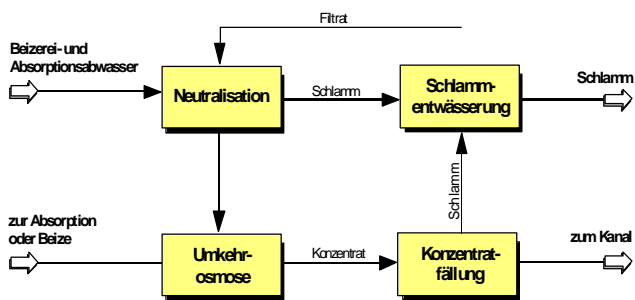 Filtrat
Beizerei- und
Absorptionsabwasser
Neutralisation
Schlamm
Schlamm-
entwässerung
Schlamm
Schlamm
zur Absorption
oder Beize
Umkehr-
osmose
Konzentrat
Konzentrat-
fällung
zum Kanal